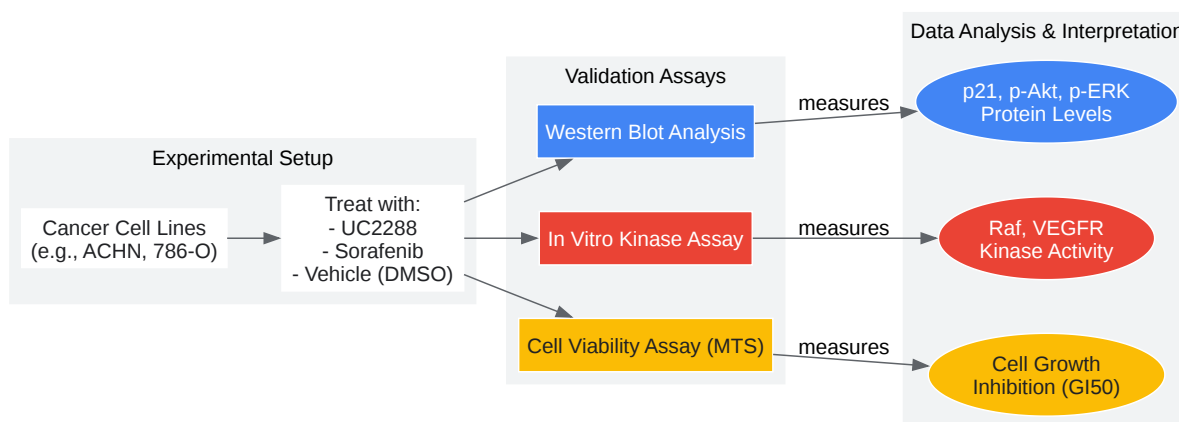 Experimental Setup
Cancer Cell Lines
(e.g., ACHN, 786-O)
Treat with:
- UC2288
- Sorafenib
- Vehicle (DMSO)
Validation Assays
Western Blot Analysis
In Vitro Kinase Assay
Cell Viability Assay (MTS)
measures
measures
measures
Data Analysis & Interpretation
p21, p-Akt, p-ERK
Protein Levels
Raf, VEGFR
Kinase Activity
Cell Growth
Inhibition (GI50)